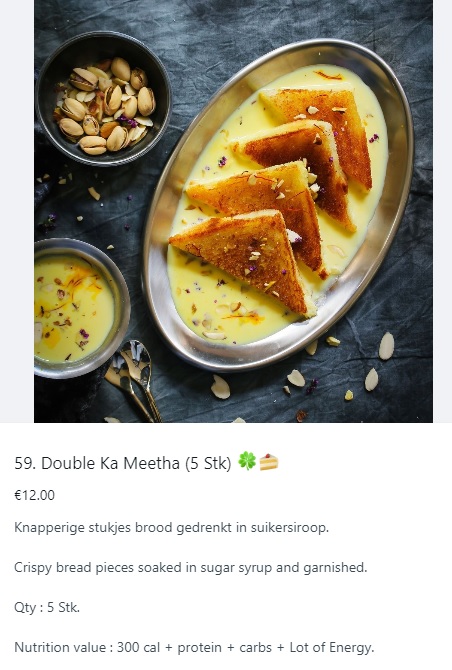 59. Double Ka Meetha (5 Stk) 🍀🍰
€12.00
Knapperige stukjes brood gedrenkt in suikersiroop.
Crispy bread pieces soaked in sugar syrup and garnished.
Qty : 5 Stk.
Nutrition value : 300 cal + protein + carbs + Lot of Energy.